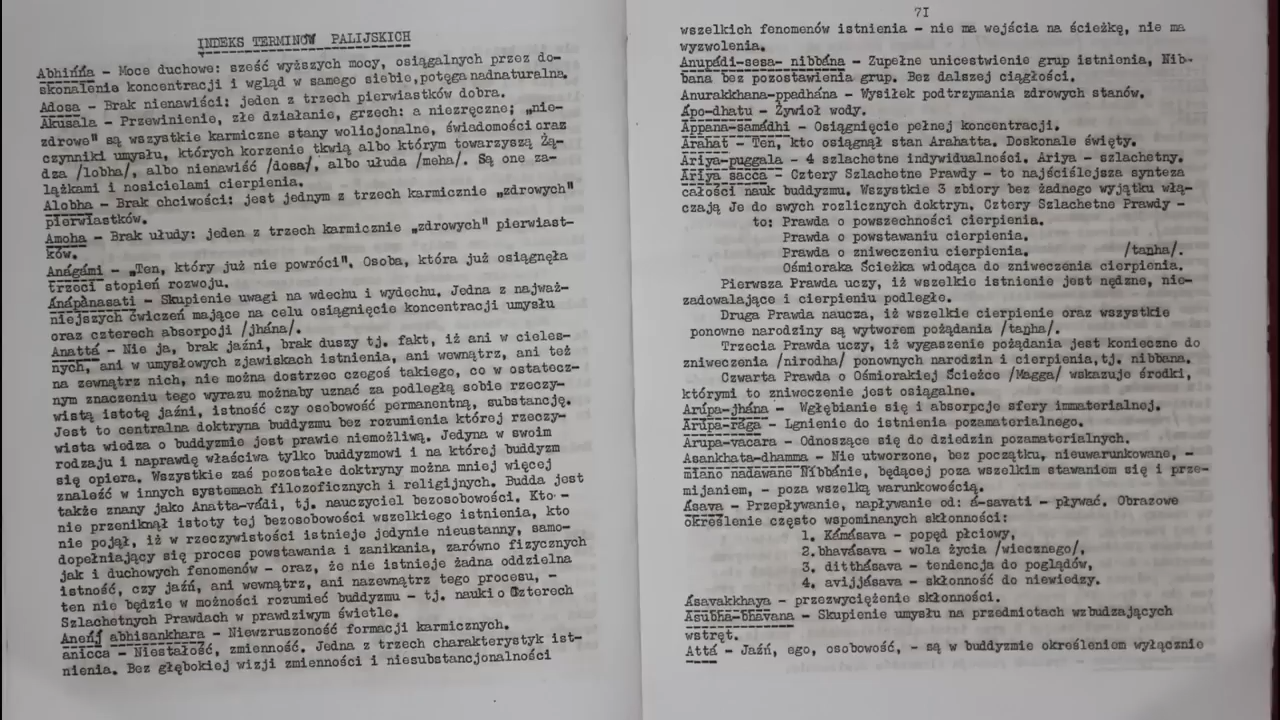 INDEKS TERMINÓW PALIJSKICH
Abhiñña – Moce duchowe: sześć wyższych mocy, osiągalnych przez do-
skonalenie koncentracji i wgląd w samego siebie,potęga nadnaturalna.
Adosa – Brak nienawiści: jeden z trzech pierwiastków dobra.
Akusala – Przewinienie, złe działanie, grzech: a niezręczne; „nie-
zdrowe" są wszystkie karmiczne stany wolicjonalne, świadomości oraz
czynniki umysłu, których korzenie tkwią albo którym towarzyszą Żą-
dza /lobha/, albo nienawiść /dosa/, albo ułuda /meha/. Są one za-
lążkami i nosicielami cierpienia.
Alobha – Brak chciwości: jest jednym z trzech karmicznie „zdrowych"
pierwiastków.
Amoha – Brak ułudy: jeden z trzech karmicznie „zdrowych" pierwiast-
ków.
Anágámi – „Ten, który już nie powróci". Osoba, która już osiągnęła
trzeci stopień rozwoju.
Ánápánasati – Skupienie uwagi na wdechu i wydechu. Jedna z najważ-
niejszych ćwiczeń mające na celu osiągnięcie koncentracji umysłu
oraz czterech absorpcji /jhána/.
Anattá – Nie ja, brak jaźni, brak duszy tj. fakt, iż ani w cieles-
nych, ani w umysłowych zjawiskach istnienia, ani wewnątrz, ani też
na zewnątrz nich, nie można dostrzec czegoś takiego, co w ostatecz-
nym znaczeniu tego wyrazu możnaby uznać za podległą sobie rzeczy-
wistą istotę jaźni, istność czy osobowość permanentną, substancję.
Jest to centralna doktryna buddyzmu bez rozumienia której rzeczy-
wista wiedza o buddyzmie jest prawie niemożliwą. Jedyna w swoim
rodzaju i naprawdę właściwa tylko buddyzmowi i na której buddyzm
się opiera. Wszystkie zaś pozostałe doktryny można mniej więcej
znaleźć w innych systemach filozoficznych i religijnych. Budda jest
także znany jako Anatta-vádi, tj. nauczyciel bezosobowości. Kto –
nie przeniknął istoty tej bezosobowości wszelkiego istnienia, kto
nie pojął, iż w rzeczywistości istnieje jedynie nieustanny, samo-
dopełniający się proces powstawania i zanikania, zarówno fizycznych
jak i duchowych fenomenów – oraz, że nie istnieje żadna oddzielna
istność, czy jaźń, ani wewnątrz, ani nazewnątrz tego procesu, –
ten nie będzie w możności rozumieć buddyzmu – tj. nauki o Czterech
Szlachetnych Prawdach w prawdziwym świetle.
Aneñj abhisankhara – Niewzruszoność formacji karmicznych.
anicca – Niestałość, zmienność. Jedna z trzech charakterystyk ist-
nienia. Bez głębokiej wizji zmienności i niesubstancjonalności
71
wszelkich fenomenów istnienia – nie ma wejścia na ścieżkę, nie ma
wyzwolenia.
Anupádi-sesa- nibbána – Zupełne unicestwienie grup istnienia, Nib-
bana bez pozostawienia grup. Bez dalszej ciągłości.
Anurakkhana-ppadhána – Wysiłek podtrzymania zdrowych stanów.
Ápo-dhatu – Żywioł wody.
Appana-samádhi – Osiągnięcie pełnej koncentracji.
Arahat – Ten, kto osiągnął stan Arahatta. Doskonale święty.
Ariya-puggala – 4 szlachetne indywidualności. Ariya – szlachetny.
Ariya sacca – Cztery Szlachetne Prawdy – to najściślejsza synteza
całości nauk buddyzmu. Wszystkie 3 zbiory bez żadnego wyjątku włą-
czają Je do swych rozlicznych doktryn. Cztery Szlachetne Prawdy –
to: Prawda o powszechności cierpienia.
Prawda o powstawaniu cierpienia.
Prawda o zniweczeniu cierpienia. /tanha/.
Ośmioraka Ścieżka wiodąca do zniweczenia cierpienia.
Pierwsza Prawda uczy, iż wszelkie istnienie jest nędzne, nie-
zadowalające i cierpieniu podległe.
Druga Prawda naucza, iż wszelkie cierpienie oraz wszystkie
ponowne narodziny są wytworem pożądania /taṇha/.
Trzecia Prawda uczy, iż wygaszenie pożądania jest konieczne do
zniweczenia /nirodha/ ponownych narodzin i cierpienia,tj. nibbana.
Czwarta Prawda o Ośmiorakiej Ścieżce /Magga/ wskazuje środki,
którymi to zniweczenie jest osiągalne.
Arúpa-jhána – Wgłębianie się i absorpcje sfery immaterialnej.
Arúpa-rága – Lgnienie do istnienia pozamaterialnego.
Arupa-vacara – Odnoszące się do dziedzin pozamaterialnych.
Asankhata-dhamma – Nie utworzone, bez początku, nieuwarunkowane, –
miano nadawane Nibbánie, będącej poza wszelkim stawaniem się i prze-
mijaniem, – poza wszelką warunkowością.
Ásava – Przepływanie, napływanie od: á-savati – pływać. Obrazowe
określenie często wspominanych skłonności:
1. Kámásava – popęd płciowy,
2.bhavásava – wola życia /wiecznego/,
3. ditthásava – tendencja do poglądów,
4. avijjásava – skłonność do niewiedzy.
Ásavakkhaya – przezwyciężenie skłonności.
Asubha-bhávana – Skupienie umysłu na przedmiotach wzbudzających
wstręt.
Attá – Jaźń, ego, osobowość, – są w buddyzmie określeniem wyłącznie